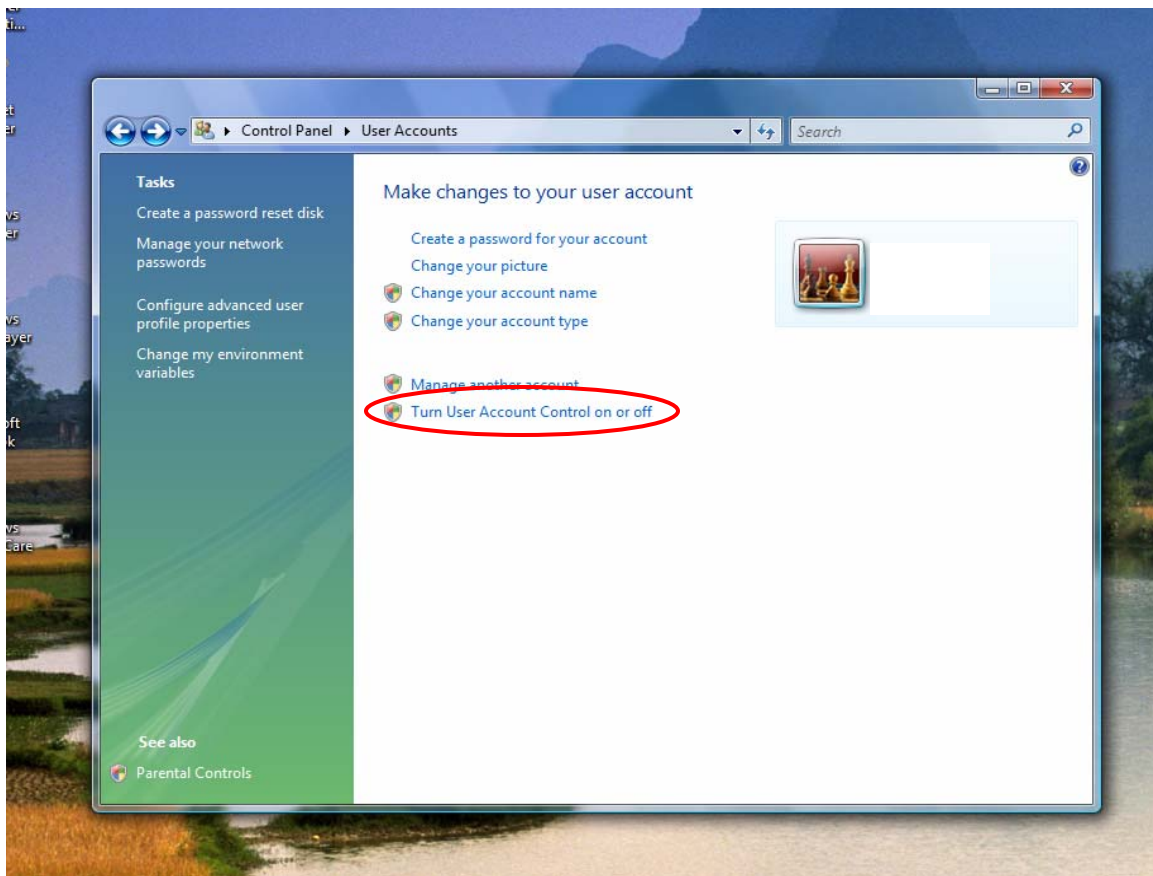 Control Panel
User Accounts
Search
Tasks
Create a password reset disk
Manage your network
passwords
Configure advanced user
profile properties
Change my environment
variables
See also
Parental Controls
Make changes to your user account
Create a password for your account
Change your picture
Change your account name
Change your account type
Manage another account
Turn User Account Control on or off